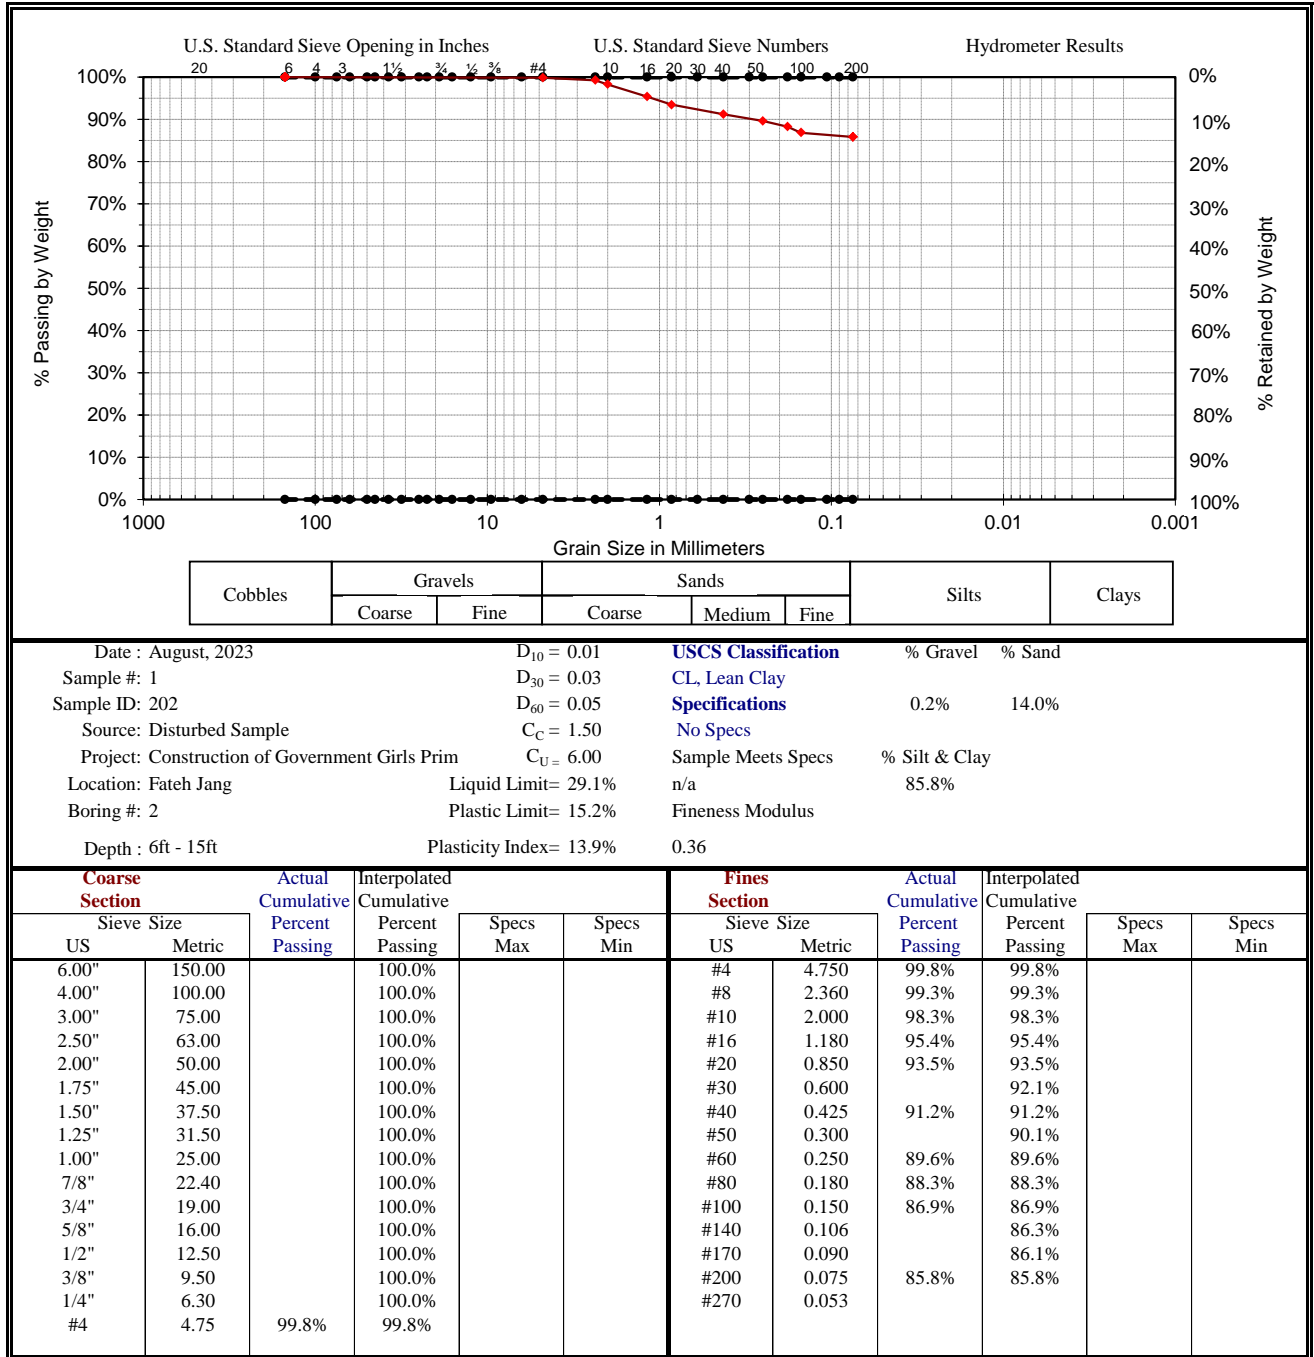 U.S. Standard Sieve Opening in Inches U.S. Standard Sieve Numbers Hydrometer Results
20 6 4 3 1½ ¾ ½ ⅜ #4 10 16 20 30 40 50 100 200
100% 0%
90% 10%
80% 20%
70% 30%
60% 40%
50% 50%
40% 60%
30% 70%
20% 80%
10% 90%
0% 100%
% Passing by Weight
% Retained by Weight
1000 100 10 1 0.1 0.01 0.001
Grain Size in Millimeters
Cobbles Gravels Sands Silts Clays
Coarse Fine Coarse Medium Fine
Date : August, 2023 D10 = 0.01 USCS Classification % Gravel % Sand
Sample #: 1 D30 = 0.03 CL, Lean Clay
Sample ID: 202 D60 = 0.05 Specifications 0.2% 14.0%
Source: Disturbed Sample CC = 1.50 No Specs
Project: Construction of Government Girls Prim CU = 6.00 Sample Meets Specs % Silt & Clay
Location: Fateh Jang Liquid Limit= 29.1% n/a 85.8%
Boring #: 2 Plastic Limit= 15.2% Fineness Modulus
Depth : 6ft - 15ft Plasticity Index= 13.9% 0.36
Coarse Actual Interpolated Fines Actual Interpolated
Section Cumulative Cumulative Section Cumulative Cumulative
Sieve Size Percent Percent Specs Specs Sieve Size Percent Percent Specs Specs
US Metric Passing Passing Max Min US Metric Passing Passing Max Min
6.00" 150.00 100.0% #4 4.750 99.8% 99.8%
4.00" 100.00 100.0% #8 2.360 99.3% 99.3%
3.00" 75.00 100.0% #10 2.000 98.3% 98.3%
2.50" 63.00 100.0% #16 1.180 95.4% 95.4%
2.00" 50.00 100.0% #20 0.850 93.5% 93.5%
1.75" 45.00 100.0% #30 0.600 92.1%
1.50" 37.50 100.0% #40 0.425 91.2% 91.2%
1.25" 31.50 100.0% #50 0.300 90.1%
1.00" 25.00 100.0% #60 0.250 89.6% 89.6%
7/8" 22.40 100.0% #80 0.180 88.3% 88.3%
3/4" 19.00 100.0% #100 0.150 86.9% 86.9%
5/8" 16.00 100.0% #140 0.106 86.3%
1/2" 12.50 100.0% #170 0.090 86.1%
3/8" 9.50 100.0% #200 0.075 85.8% 85.8%
1/4" 6.30 100.0% #270 0.053
#4 4.75 99.8% 99.8%